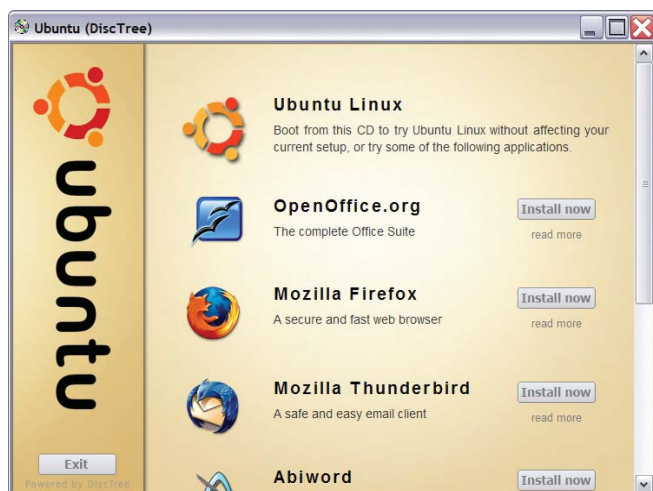 Ubuntu (DiscTree)
ubuntu
Ubuntu Linux
Boot from this CD to try Ubuntu Linux without affecting your
current setup, or try some of the following applications.
OpenOffice.org
The complete Office Suite
Install now
read more
Mozilla Firefox
A secure and fast web browser
Install now
read more
Mozilla Thunderbird
A safe and easy email client
Install now
read more
Abiword
Install now
Exit
Powered by DiscTree